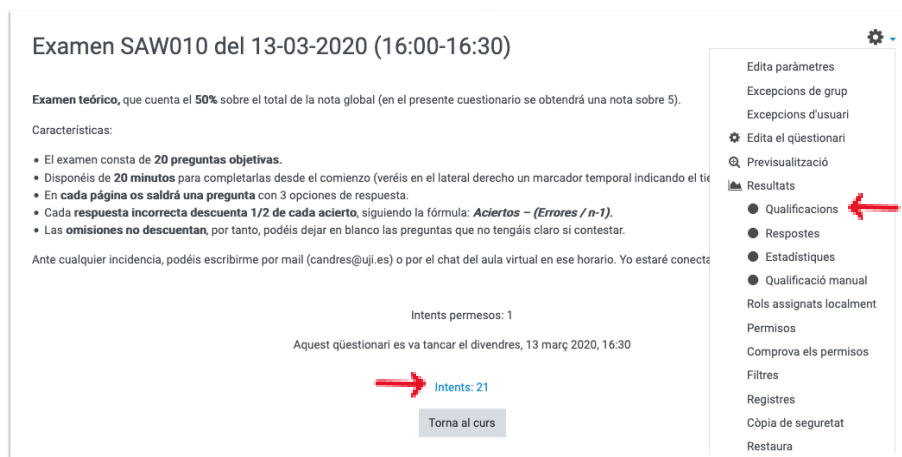 Examen SAW010 del 13-03-2020 (16:00-16:30)
Examen teórico, que cuenta el 50% sobre el total de la nota global (en el presente cuestionario se obtendrá una nota sobre 5).
Características:
• El examen consta de 20 preguntas objetivas.
• Disponéis de 20 minutos para completarlas desde el comienzo (veréis en el lateral derecho un marcador temporal indicando el tie
• En cada página os saldrá una pregunta con 3 opciones de respuesta.
• Cada respuesta incorrecta descuenta 1/2 de cada acierto, siguiendo la fórmula: Aciertos – (Errores / n-1).
• Las omisiones no descuentan, por tanto, podéis dejar en blanco las preguntas que no tengáis claro si contestar.
Ante cualquier incidencia, podéis escribirme por mail (candres@uji.es) o por el chat del aula virtual en ese horario. Yo estaré conecta
Intents permesos: 1
Aquest qüestionari es va tancar el divendres, 13 març 2020, 16:30
Intents: 21
Torna al curs
Edita paràmetres
Excepcions de grup
Excepcions d'usuari
Edita el qüestionari
Previsualització
Resultats
Qualificacions
Respostes
Estadístiques
Qualificació manual
Rols assignats localment
Permisos
Comprova els permisos
Filtres
Registres
Còpia de seguretat
Restaura